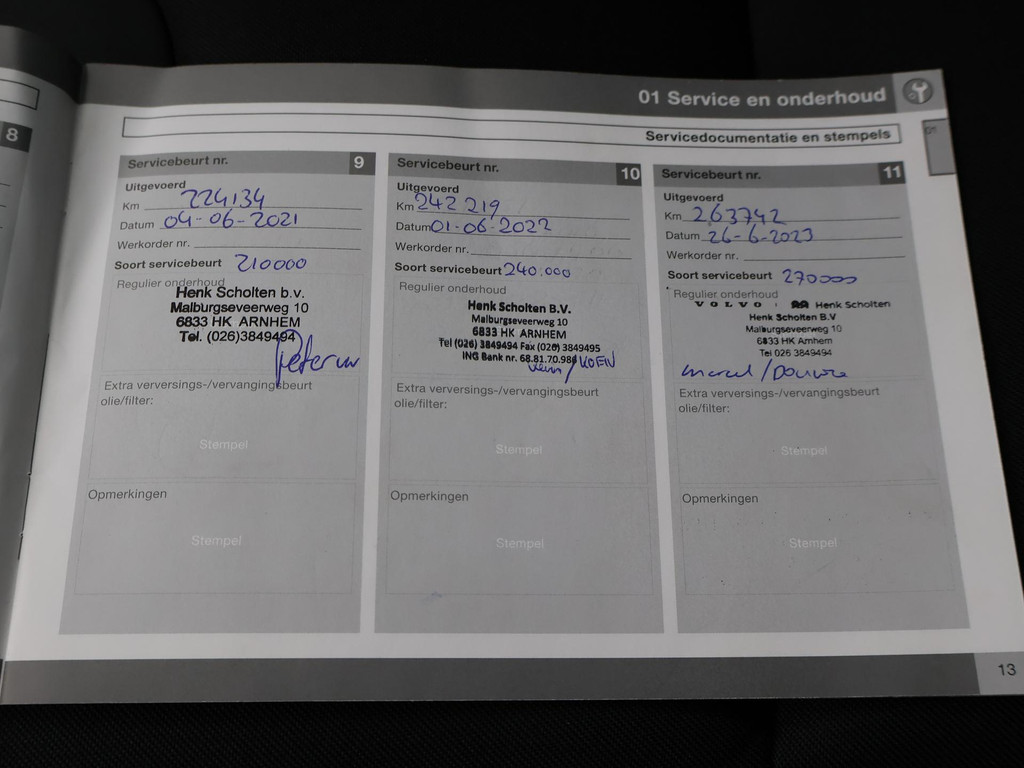 8
01 Service en onderhoud
01
Servicedocumentatie en stempels
Servicebeurt nr. 9
Uitgevoerd
Km 224134
Datum 04-06-2021
Werkorder nr.
Soort servicebeurt 210000
Regulier onderhoud
Henk Scholten b.v.
Malburgseveerweg 10
6833 HK ARNHEM
Tel. (026)3849494
Extra verversings-/vervangingsbeurt
olie/filter:
Stempel
Opmerkingen
Stempel
Servicebeurt nr. 10
Uitgevoerd
Km 242 219
Datum 01-06-2022
Werkorder nr.
Soort servicebeurt 240.000
Regulier onderhoud
Henk Scholten B.V.
Malburgseveerweg 10
6833 HK ARNHEM
Tel (026) 3849494 Fax (026) 3849495
ING Bank nr. 68.81.70.980
/KOEN
Extra verversings-/vervangingsbeurt
olie/filter:
Stempel
Opmerkingen
Stempel
Servicebeurt nr. 11
Uitgevoerd
Km 263742
Datum 26-6-2023
Werkorder nr.
Soort servicebeurt 270000
Regulier onderhoud
VOLVO Henk Scholten
Henk Scholten B.V
Malburgseveerweg 10
6833 HK Arnhem
Tel 026 3849494
marcel/Douwe
Extra verversings-/vervangingsbeurt
olie/filter:
Stempel
Opmerkingen
Stempel
13